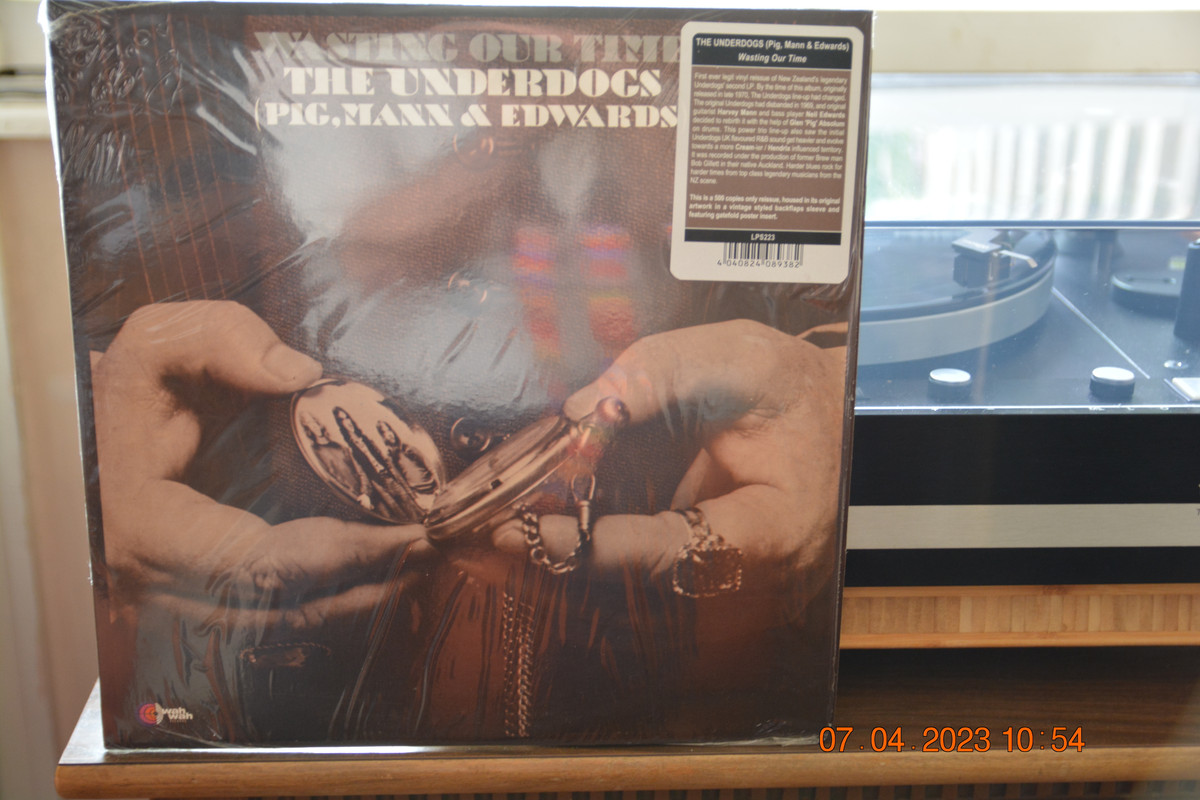 WASTING OUR TIME
THE UNDERDOGS
(PIG, MANN & EDWARDS
THE UNDERDOGS (Pig, Mann & Edwards)
Wasting Our Time
First ever legit vinyl reissue of New Zealand's legendary
Underdogs' second LP. By the time of this album, originally
released in late 1970, The Underdogs line-up had changed.
The original Underdogs had disbanded in 1968, and original
guitarist Harvey Mann and bass player Neil Edwards
decided to rebirth it with the help of Glen 'Pig' Absolum
on drums. This power trio line-up also saw the initial
Underdogs UK flavoured R&B sound get heavier and evolve
towards a more Cream-ier / Hendrix influenced territory.
It was recorded under the production of former Brew man
Bob Gillett in their native Auckland. Harder blues rock for
harder times from top class legendary musicians from the
NZ scene.
This is a 500 copies only reissue, housed in its original
artwork in a vintage styled backflaps sleeve and
featuring gatefold poster insert.
LPS223
4 040824 089382
wah
wah
07.04.2023 10:54